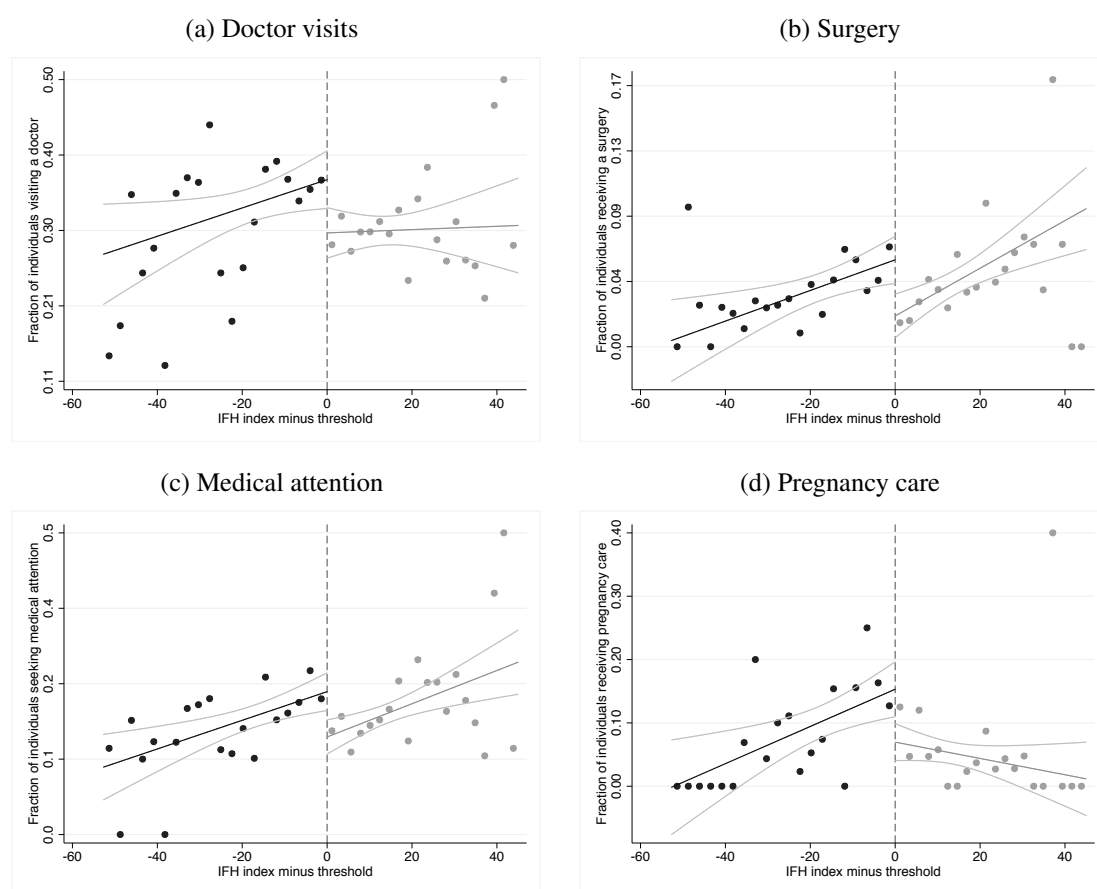 (a) Doctor visits
Fraction of individuals visiting a doctor
0.50
0.40
0.30
0.21
0.11
-60 -40 -20 0 20 40
IFH index minus threshold
(b) Surgery
Fraction of individuals receiving a surgery
0.17
0.13
0.09
0.04
0.00
-60 -40 -20 0 20 40
IFH index minus threshold
(c) Medical attention
Fraction of individuals seeking medical attention
0.5
0.4
0.2
0.1
0.0
-60 -40 -20 0 20 40
IFH index minus threshold
(d) Pregnancy care
Fraction of individuals receiving pregnancy care
0.40
0.30
0.20
0.10
0.00
-60 -40 -20 0 20 40
IFH index minus threshold